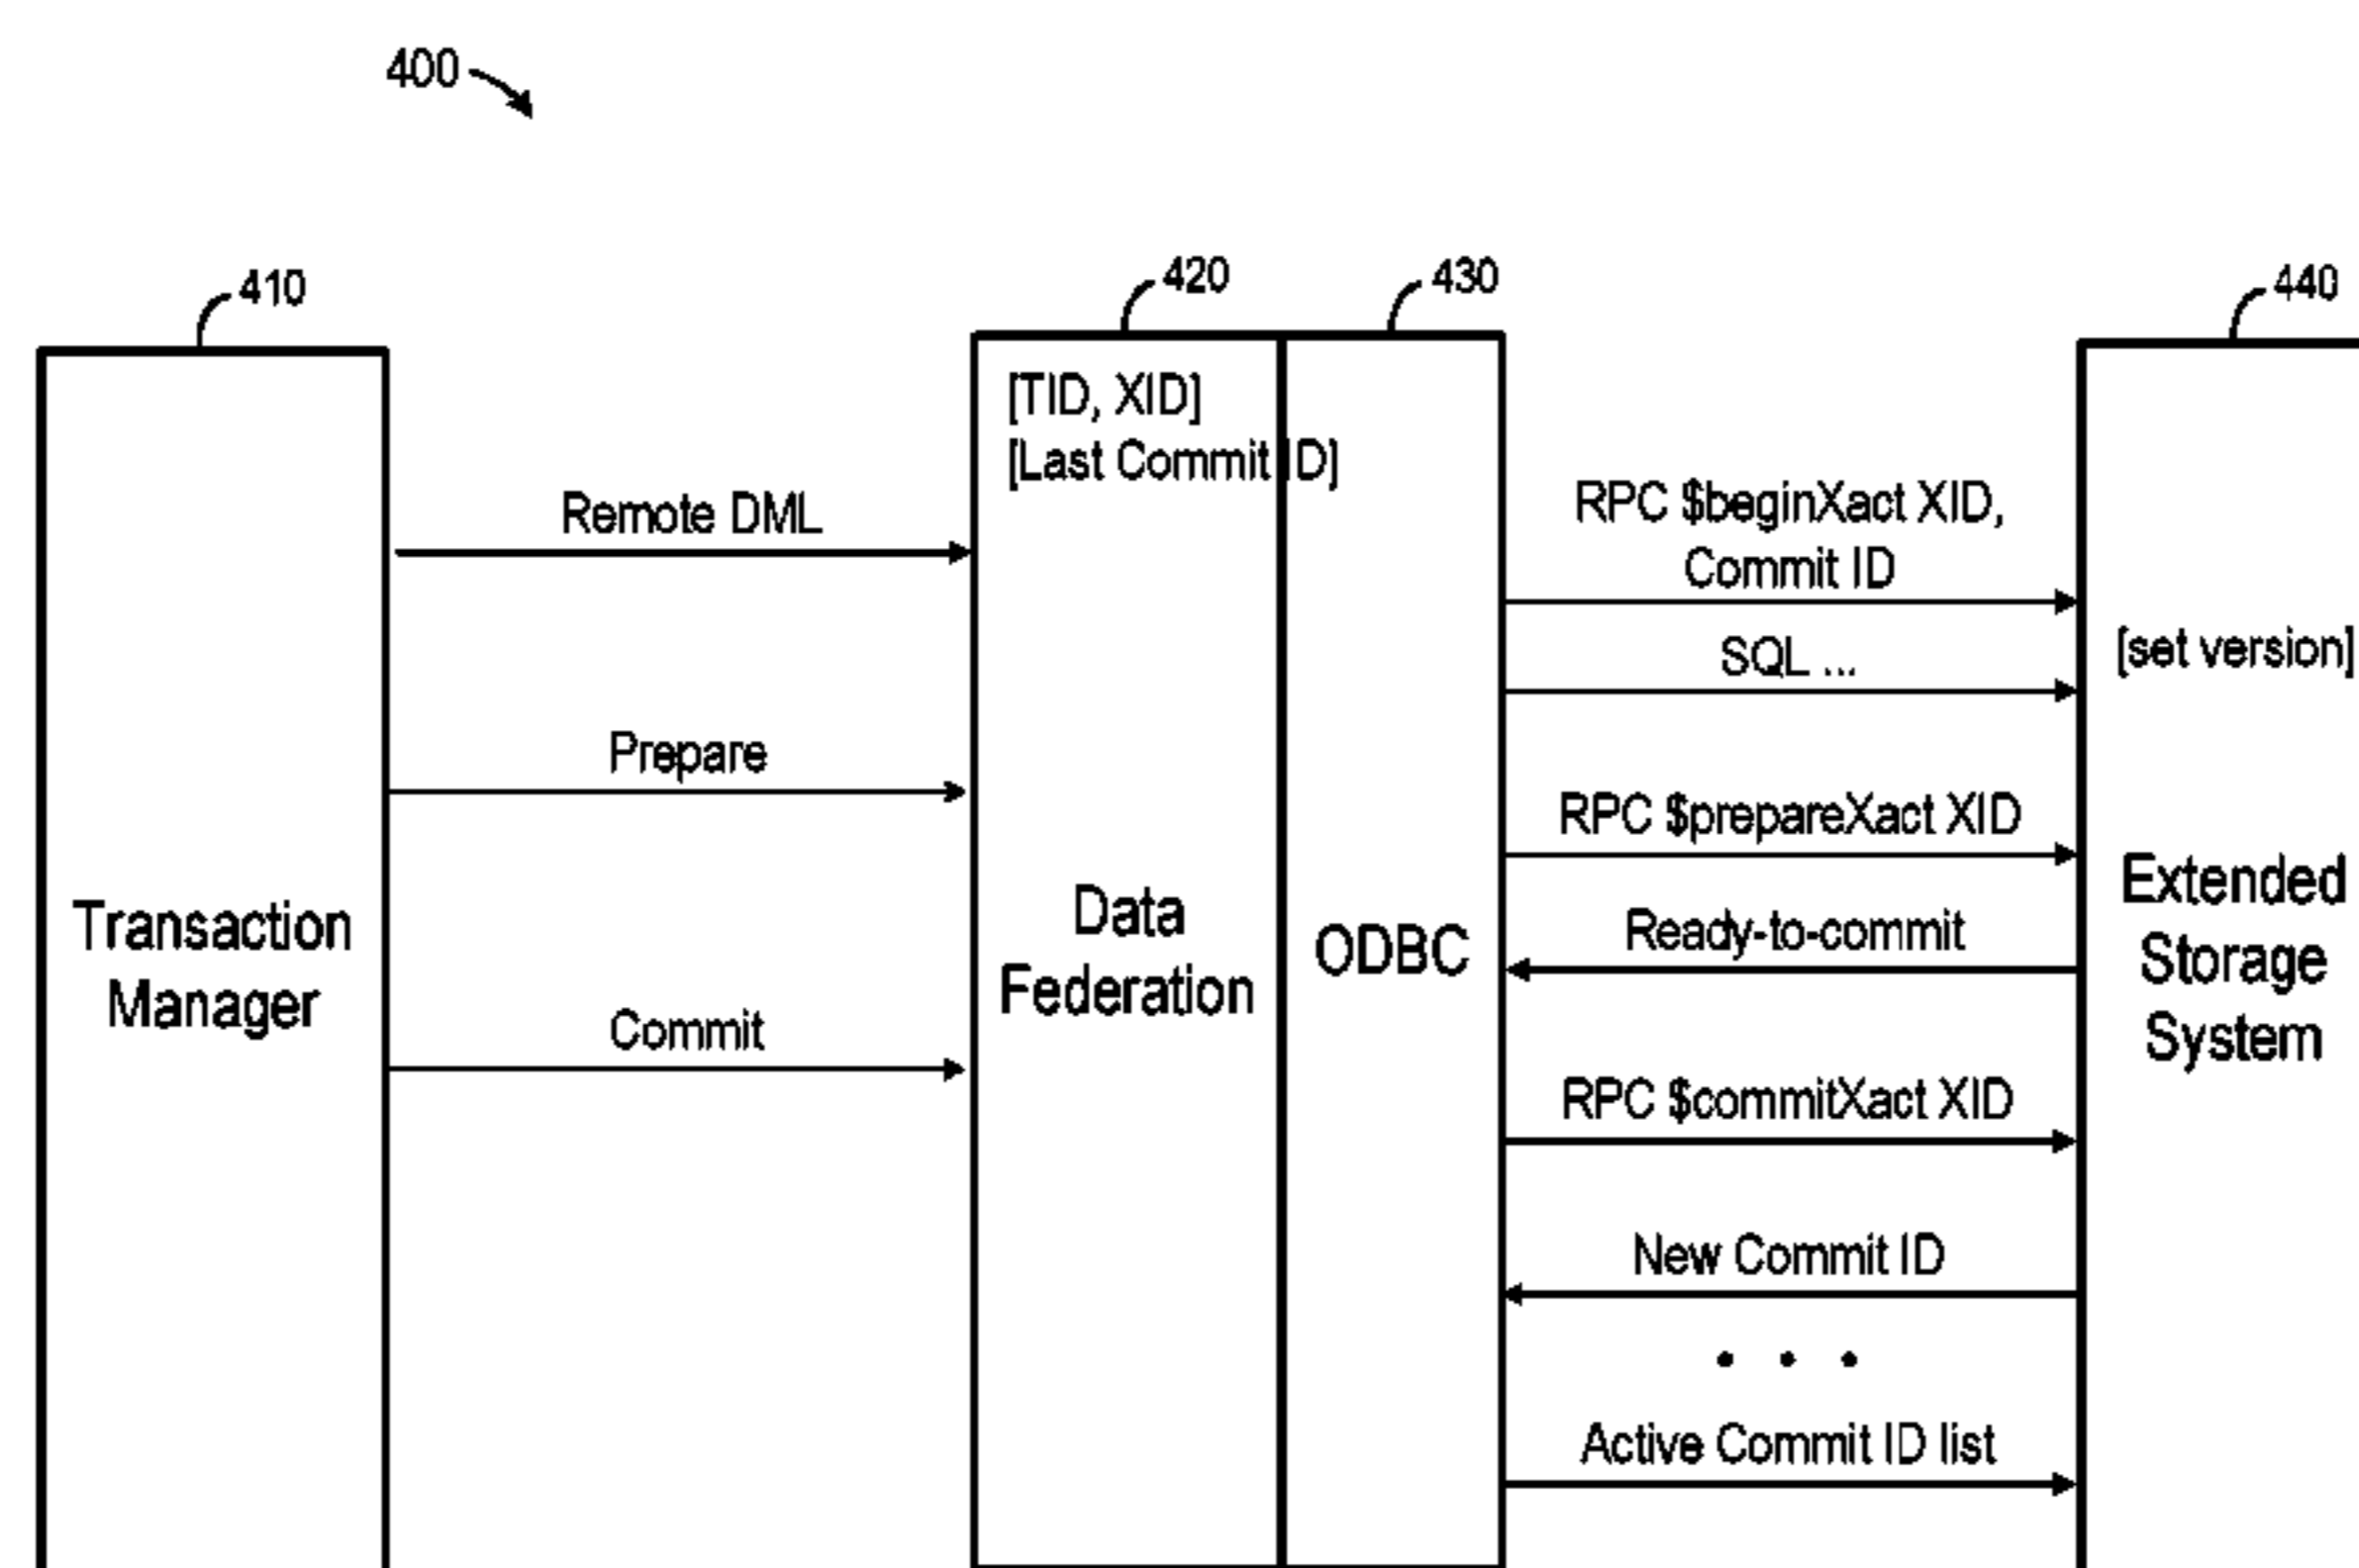 400
410
420
430
440
[TID, XID]
[Last Commit ID]
Remote DML
RPC $beginXact XID,
Commit ID
SQL ...
[set version]
Prepare
RPC $prepareXact XID
Transaction
Manager
Data
Federation
ODBC
Ready-to-commit
Extended
Storage
System
Commit
RPC $commitXact XID
New Commit ID
. . .
Active Commit ID list